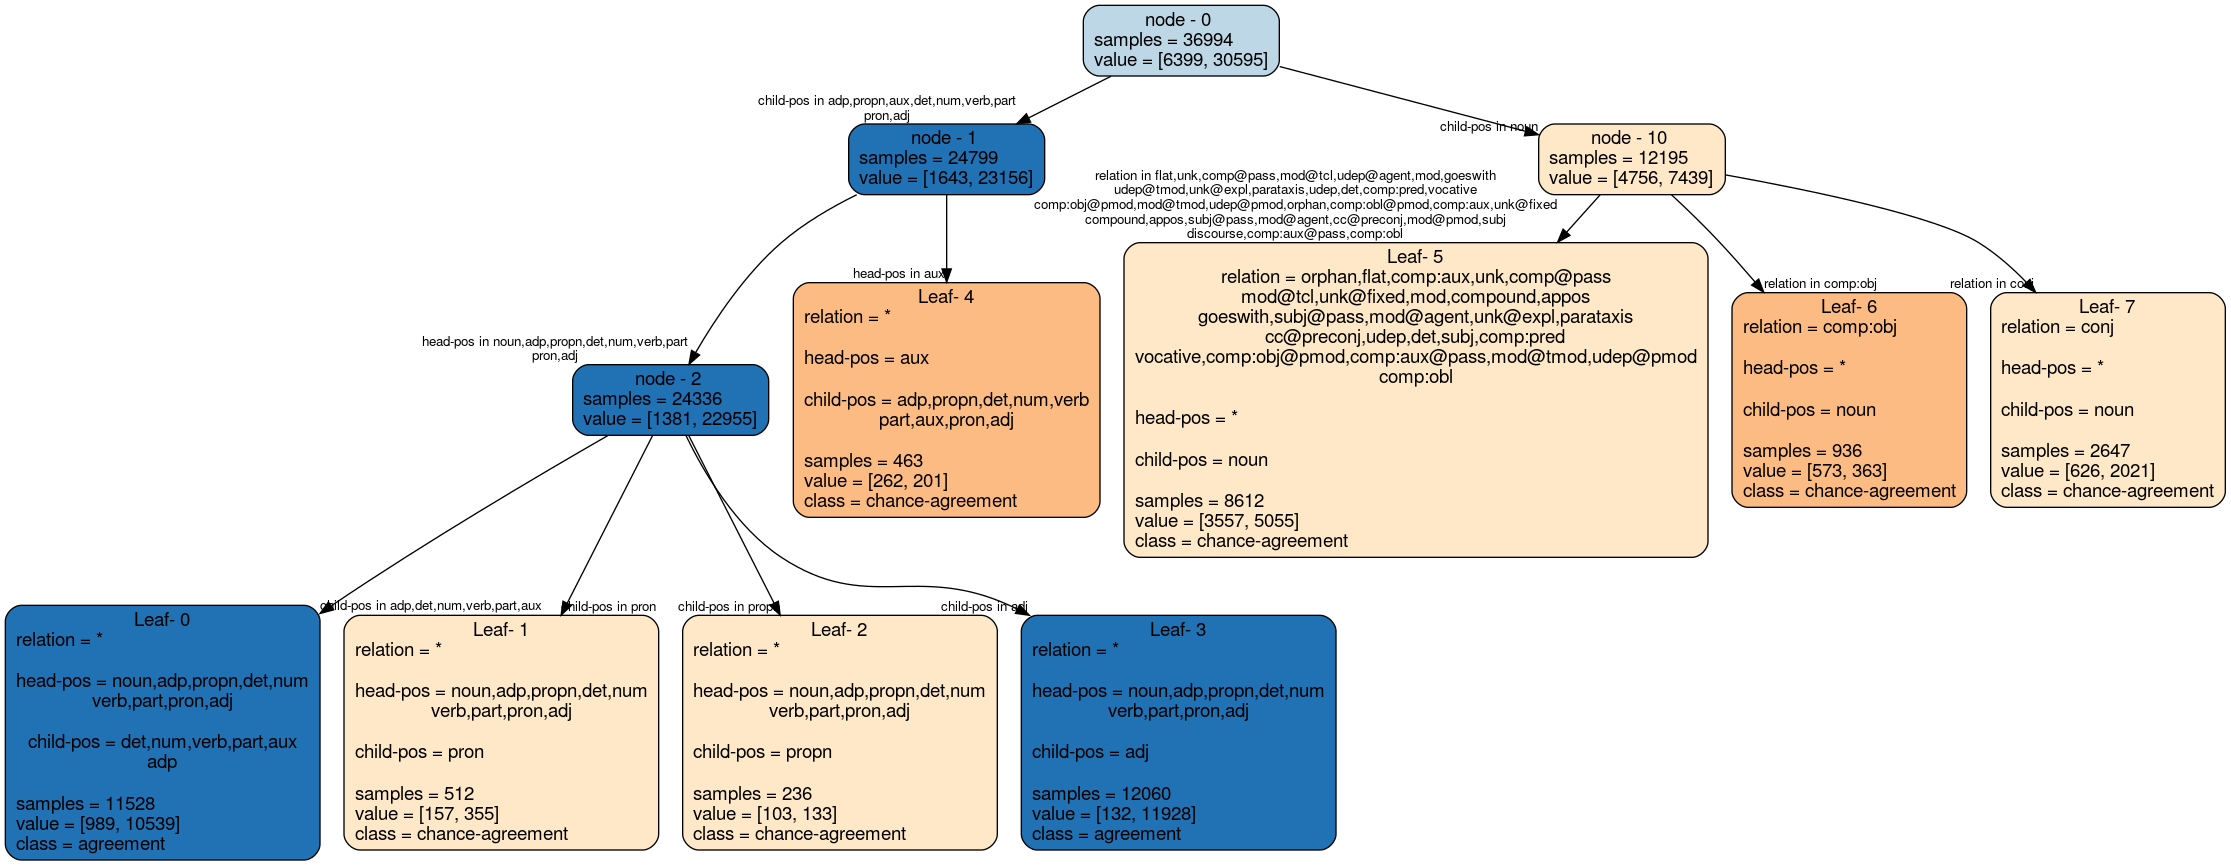 node - 0
samples = 36994
value = [6399, 30595]
child-pos in adp,propn,aux,det,num,verb,part
pron,adj
child-pos in noun
node - 1
samples = 24799
value = [1643, 23156]
node - 10
samples = 12195
value = [4756, 7439]
relation in flat,unk,comp@pass,mod@tcl,udep@agent,mod,goeswith
udep@tmod,unk@expl,parataxis,udep,det,comp:pred,vocative
comp:obj@pmod,mod@tmod,udep@pmod,orphan,comp:obl@pmod,comp:aux,unk@fixed
compound,appos,subj@pass,mod@agent,cc@preconj,mod@pmod,subj
discourse,comp:aux@pass,comp:obl
head-pos in aux
relation in comp:obj
relation in conj
head-pos in noun,adp,propn,det,num,verb,part
pron,adj
node - 2
samples = 24336
value = [1381, 22955]
Leaf- 4
relation = *
head-pos = aux
child-pos = adp,propn,det,num,verb
part,aux,pron,adj
samples = 463
value = [262, 201]
class = chance-agreement
Leaf- 5
relation = orphan,flat,comp:aux,unk,comp@pass
mod@tcl,unk@fixed,mod,compound,appos
goeswith,subj@pass,mod@agent,unk@expl,parataxis
cc@preconj,udep,det,subj,comp:pred
vocative,comp:obj@pmod,comp:aux@pass,mod@tmod,udep@pmod
comp:obl
head-pos = *
child-pos = noun
samples = 8612
value = [3557, 5055]
class = chance-agreement
Leaf- 6
relation = comp:obj
head-pos = *
child-pos = noun
samples = 936
value = [573, 363]
class = chance-agreement
Leaf- 7
relation = conj
head-pos = *
child-pos = noun
samples = 2647
value = [626, 2021]
class = chance-agreement
child-pos in adp,det,num,verb,part,aux
child-pos in pron
child-pos in propn
child-pos in adj
Leaf- 0
relation = *
head-pos = noun,adp,propn,det,num
verb,part,pron,adj
child-pos = det,num,verb,part,aux
adp
samples = 11528
value = [989, 10539]
class = agreement
Leaf- 1
relation = *
head-pos = noun,adp,propn,det,num
verb,part,pron,adj
child-pos = pron
samples = 512
value = [157, 355]
class = chance-agreement
Leaf- 2
relation = *
head-pos = noun,adp,propn,det,num
verb,part,pron,adj
child-pos = propn
samples = 236
value = [103, 133]
class = chance-agreement
Leaf- 3
relation = *
head-pos = noun,adp,propn,det,num
verb,part,pron,adj
child-pos = adj
samples = 12060
value = [132, 11928]
class = agreement